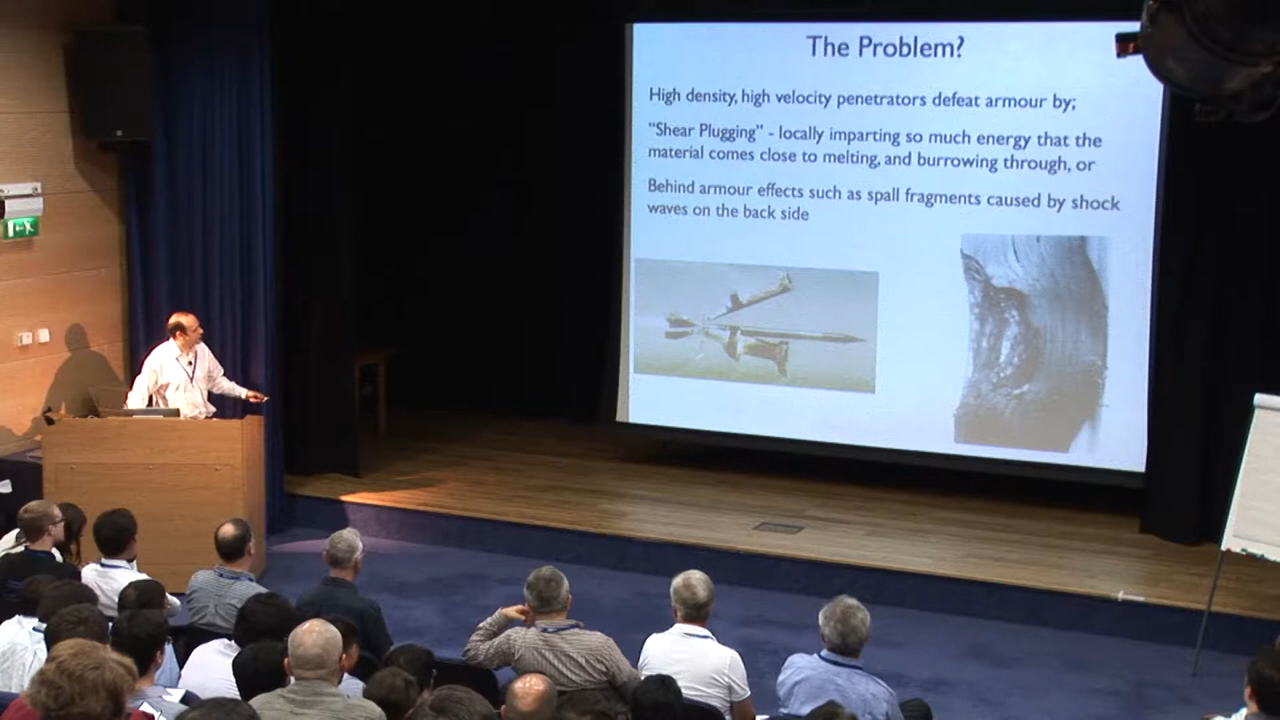 The Problem?
High density, high velocity penetrators defeat armour by;
"Shear Plugging" - locally imparting so much energy that the
material comes close to melting, and burrowing through, or
Behind armour effects such as spall fragments caused by shock
waves on the back side